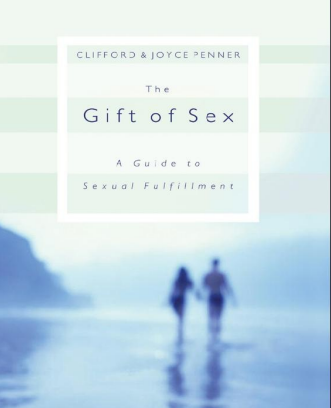 CLIFFORD & JOYCE PENNER
The
Gift of Sex
A Guide to
Sexual Fulfillment